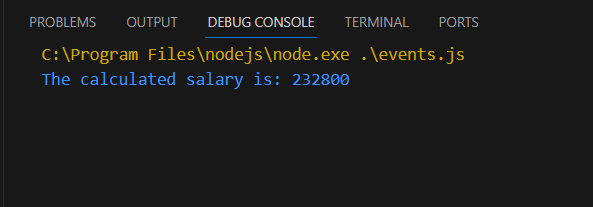 PROBLEMS OUTPUT DEBUG CONSOLE TERMINAL PORTS
C:\Program Files\nodejs\node.exe .\events.js
The calculated salary is: 232800